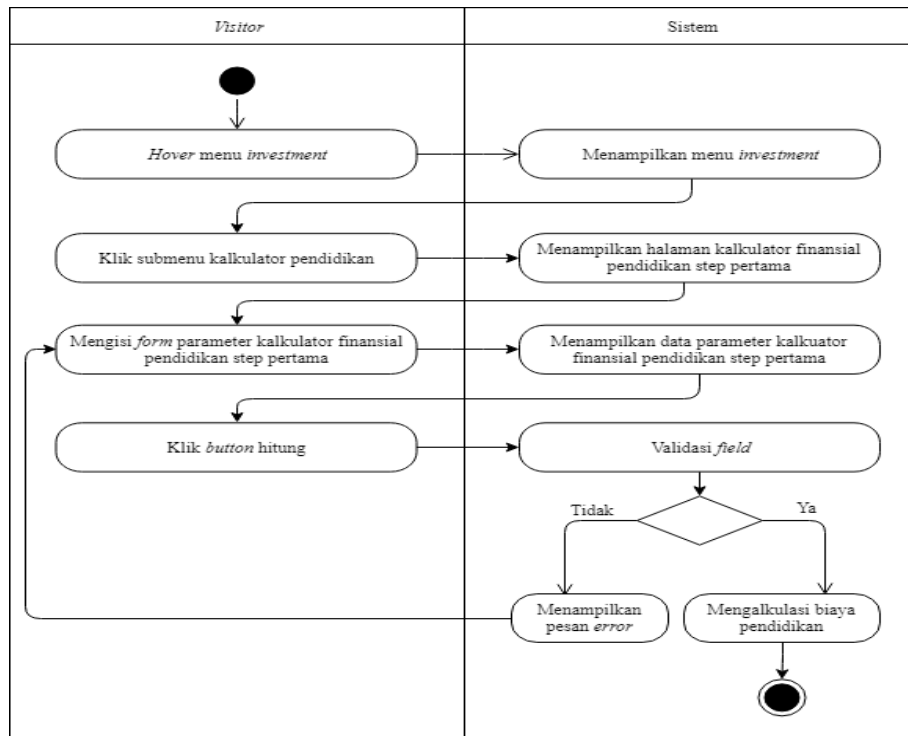 Visitor
Sistem
Hover menu investment
Menampilkan menu investment
Klik submenu kalkulator pendidikan
Menampilkan halaman kalkulator finansial
pendidikan step pertama
Mengisi form parameter kalkulator finansial
pendidikan step pertama
Menampilkan data parameter kalkuator
finansial pendidikan step pertama
Klik button hitung
Validasi field
Tidak
Ya
Menampilkan
pesan error
Mengalkulasi biaya
pendidikan